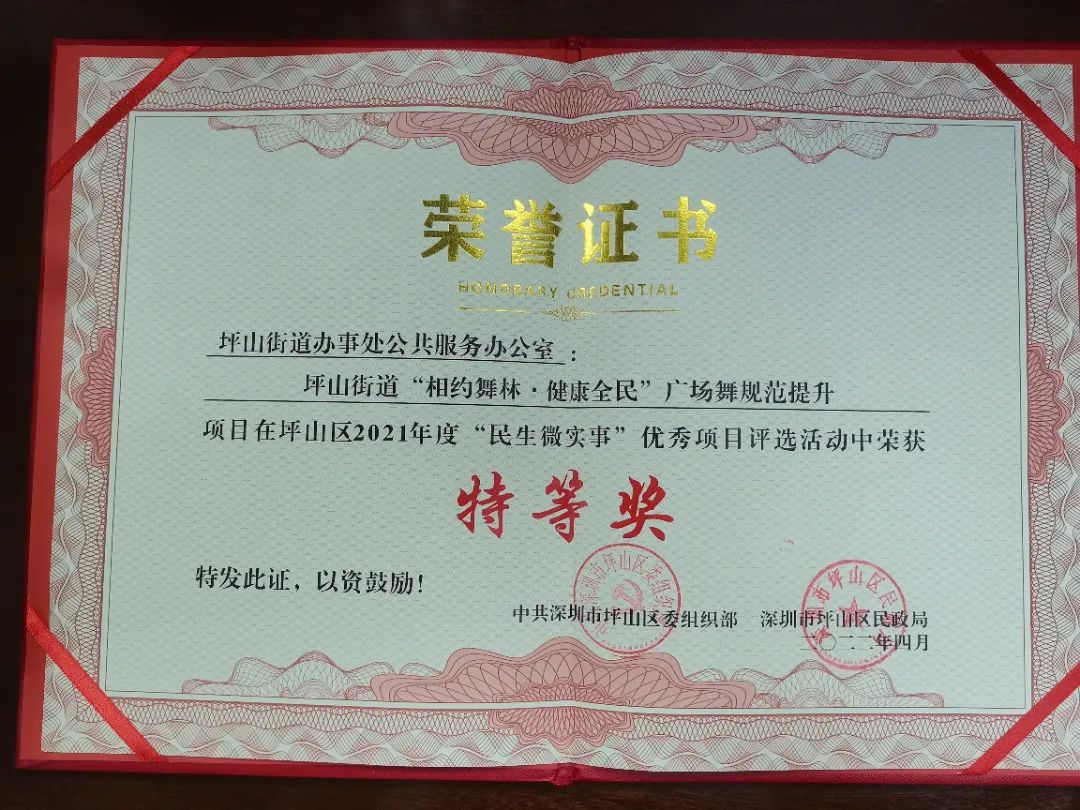 荣誉证书
HONORARY CREDENTIAL
坪山街道办事处公共服务办公室：
坪山街道“相约舞林·健康全民”广场舞规范提升
项目在坪山区2021年度“民生微实事”优秀项目评选活动中荣获
特等奖
特发此证，以资鼓励！
中共深圳市坪山区委组织部 深圳市坪山区民政局
二〇二二年四月